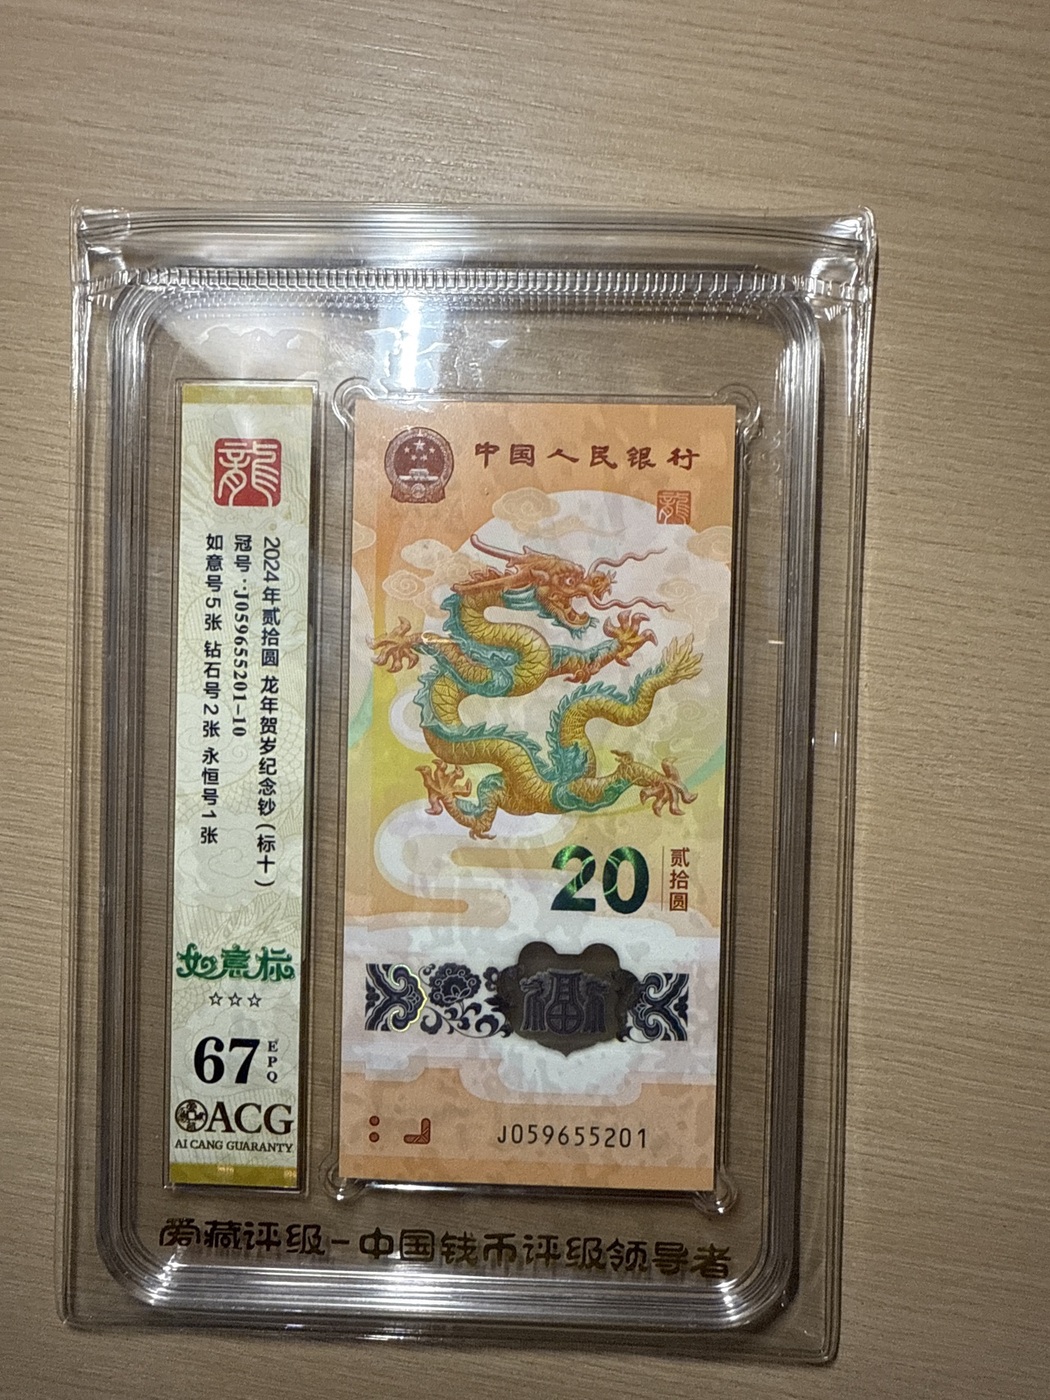 龍
2024年贰拾圆 龙年贺岁纪念钞(标十)
冠号:J059655201-10
如意号5张 钻石号2张 永恒号1张
如意标
☆☆☆
67 EPQ
ACG
AI CANG GUARANTY
中国人民银行
龍
20 贰拾圆
福
J059655201
爱藏评级-中国钱币评级领导者